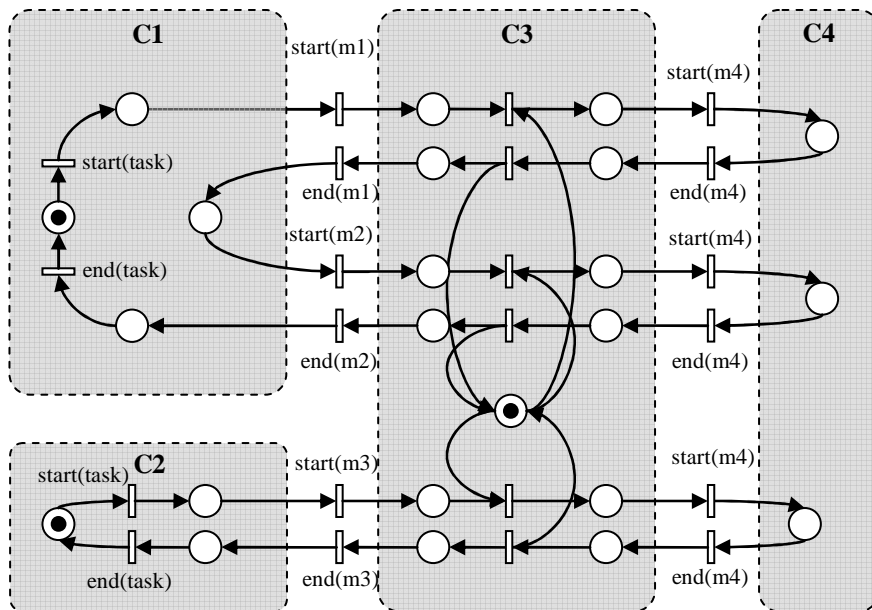 C1
C3
C4
start(m1)
start(m4)
start(task)
end(m1)
end(m4)
start(m2)
start(m4)
end(task)
end(m2)
end(m4)
C2
start(task)
start(m3)
start(m4)
end(task)
end(m3)
end(m4)